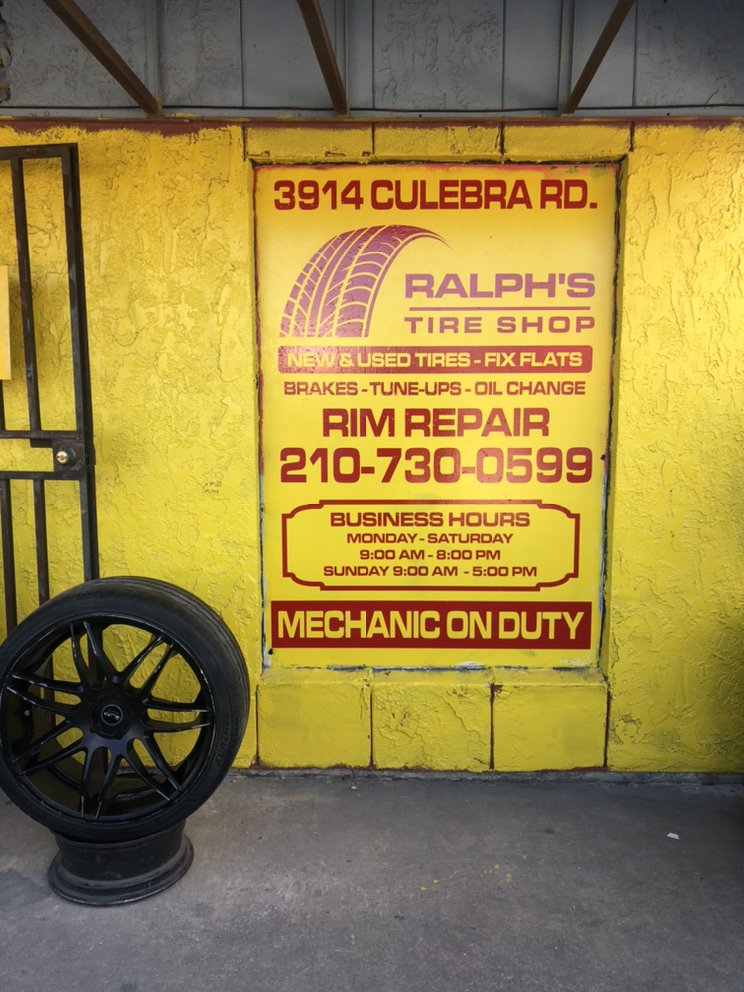 3914 CULEBRA RD.
RALPH'S
TIRE SHOP
NEW & USED TIRES - FIX FLATS
BRAKES - TUNE-UPS - OIL CHANGE
RIM REPAIR
210-730-0599
BUSINESS HOURS
MONDAY - SATURDAY
9:00 AM - 8:00 PM
SUNDAY 9:00 AM - 5:00 PM
MECHANIC ON DUTY